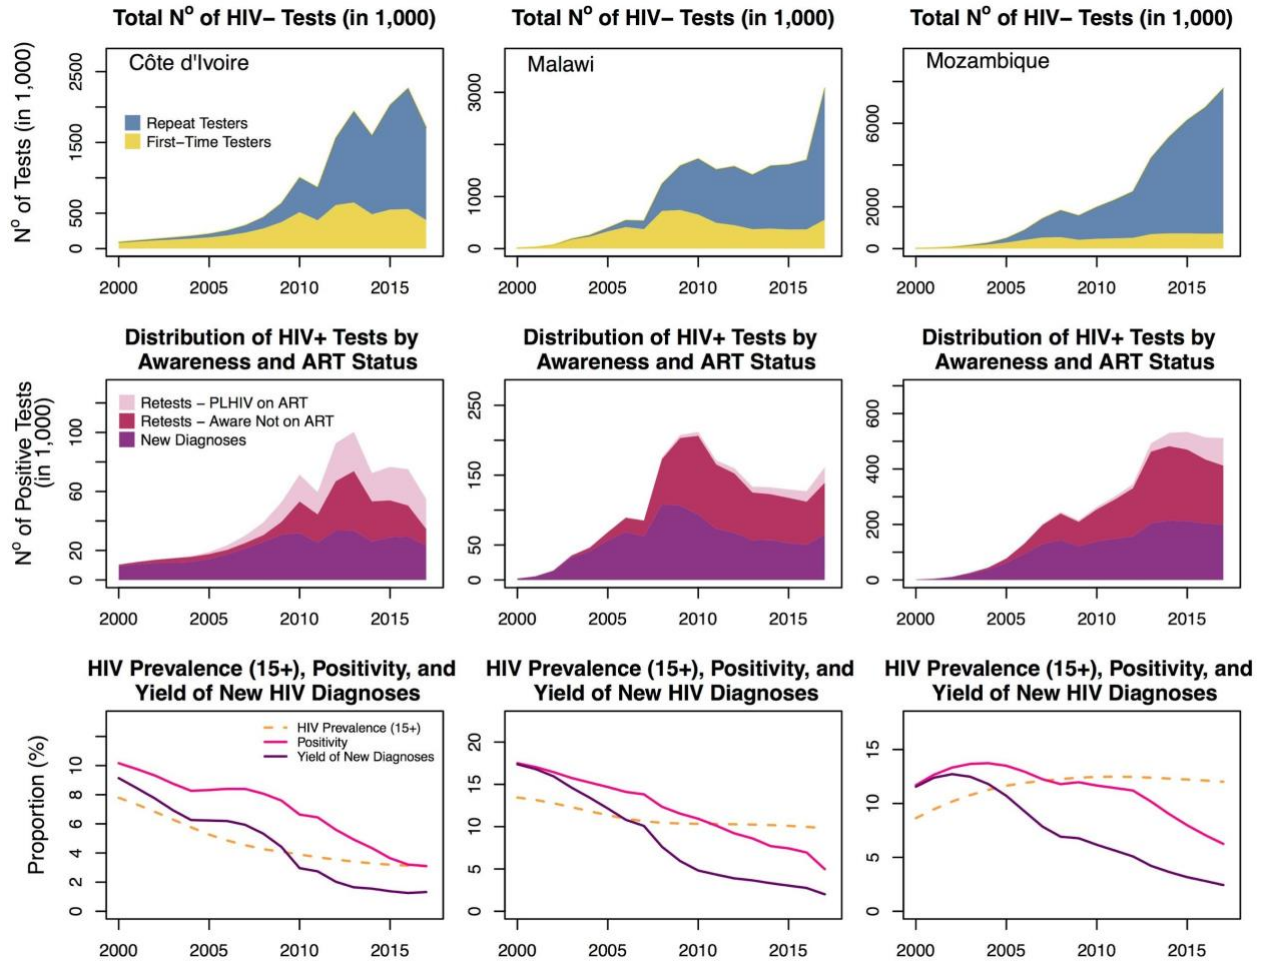 Total Nº of HIV− Tests (in 1,000)
Total Nº of HIV− Tests (in 1,000)
Total Nº of HIV− Tests (in 1,000)
Nº of Tests (in 1,000)
Côte d'Ivoire
Repeat Testers
First−Time Testers
2500
1500
500
0
2000 2005 2010 2015
Malawi
3000
1000
0
2000 2005 2010 2015
Mozambique
6000
2000
0
2000 2005 2010 2015
Distribution of HIV+ Tests by
Awareness and ART Status
Distribution of HIV+ Tests by
Awareness and ART Status
Distribution of HIV+ Tests by
Awareness and ART Status
Nº of Positive Tests
(in 1,000)
Retests − PLHIV on ART
Retests − Aware Not on ART
New Diagnoses
100
60
20
0
2000 2005 2010 2015
250
150
50
0
2000 2005 2010 2015
600
400
200
0
2000 2005 2010 2015
HIV Prevalence (15+), Positivity, and
Yield of New HIV Diagnoses
HIV Prevalence (15+), Positivity, and
Yield of New HIV Diagnoses
HIV Prevalence (15+), Positivity, and
Yield of New HIV Diagnoses
Proportion (%)
HIV Prevalence (15+)
Positivity
Yield of New Diagnoses
10
8
6
4
2
0
2000 2005 2010 2015
20
15
10
5
0
2000 2005 2010 2015
15
10
5
0
2000 2005 2010 2015